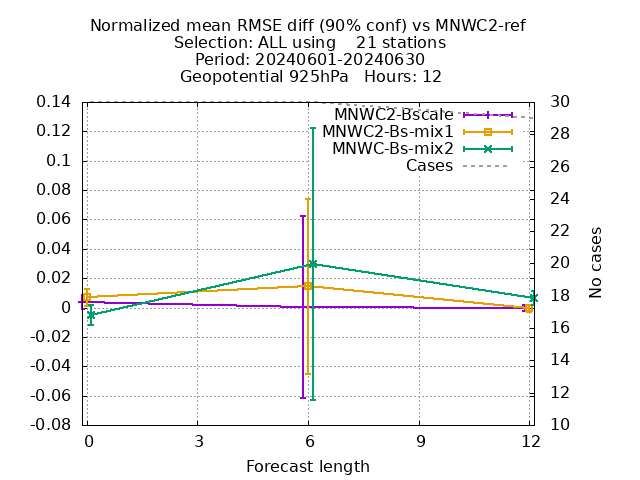 Normalized mean RMSE diff (90% conf) vs MNWC2-ref
Selection: ALL using    21 stations
Period: 20240601-20240630
Geopotential 925hPa   Hours: 12
MNWC2-Bscale
MNWC2-Bs-mix1
MNWC-Bs-mix2
Cases
0.14
0.12
0.1
0.08
0.06
0.04
0.02
0
-0.02
-0.04
-0.06
-0.08
30
28
26
24
22
20
18
16
14
12
10
No cases
0 3 6 9 12
Forecast length